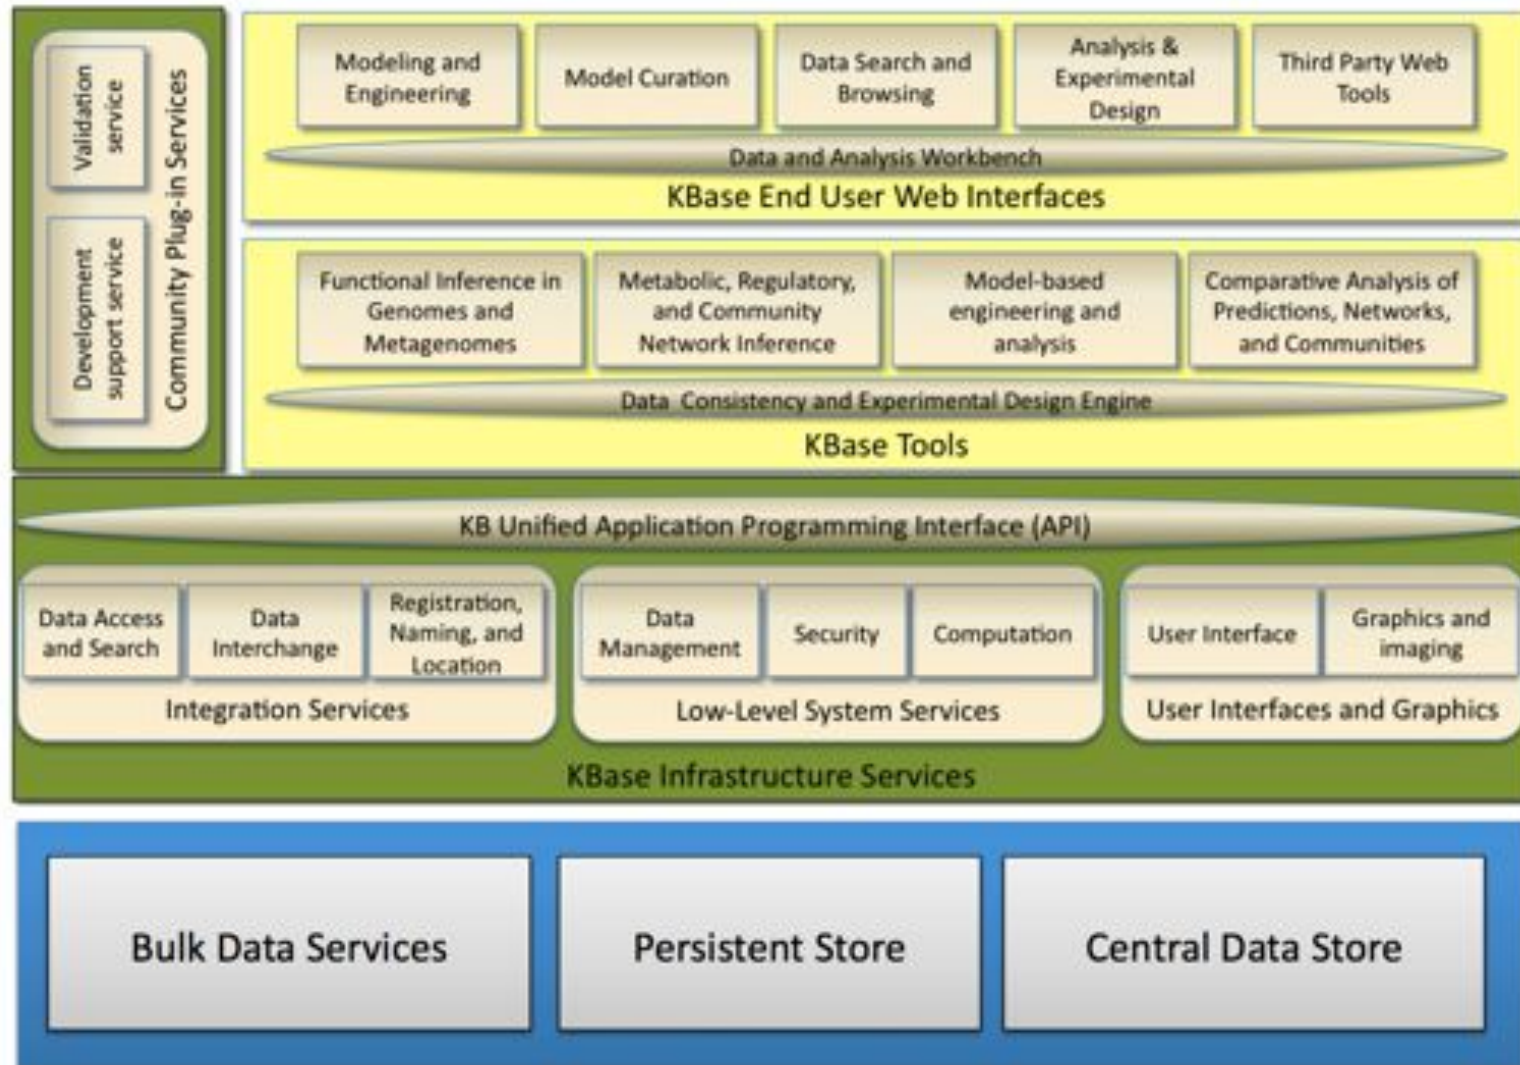 Validation
service
Development
support service
Community Plug-in Services
Modeling and
Engineering
Model Curation
Data Search and
Browsing
Analysis &
Experimental
Design
Third Party Web
Tools
Data and Analysis Workbench
KBase End User Web Interfaces
Functional Inference in
Genomes and
Metagenomes
Metabolic, Regulatory,
and Community
Network Inference
Model-based
engineering and
analysis
Comparative Analysis of
Predictions, Networks,
and Communities
Data Consistency and Experimental Design Engine
KBase Tools
KB Unified Application Programming Interface (API)
Data Access
and Search
Data
Interchange
Registration,
Naming, and
Location
Integration Services
Data
Management
Security
Computation
Low-Level System Services
User Interface
Graphics and
imaging
User Interfaces and Graphics
KBase Infrastructure Services
Bulk Data Services
Persistent Store
Central Data Store